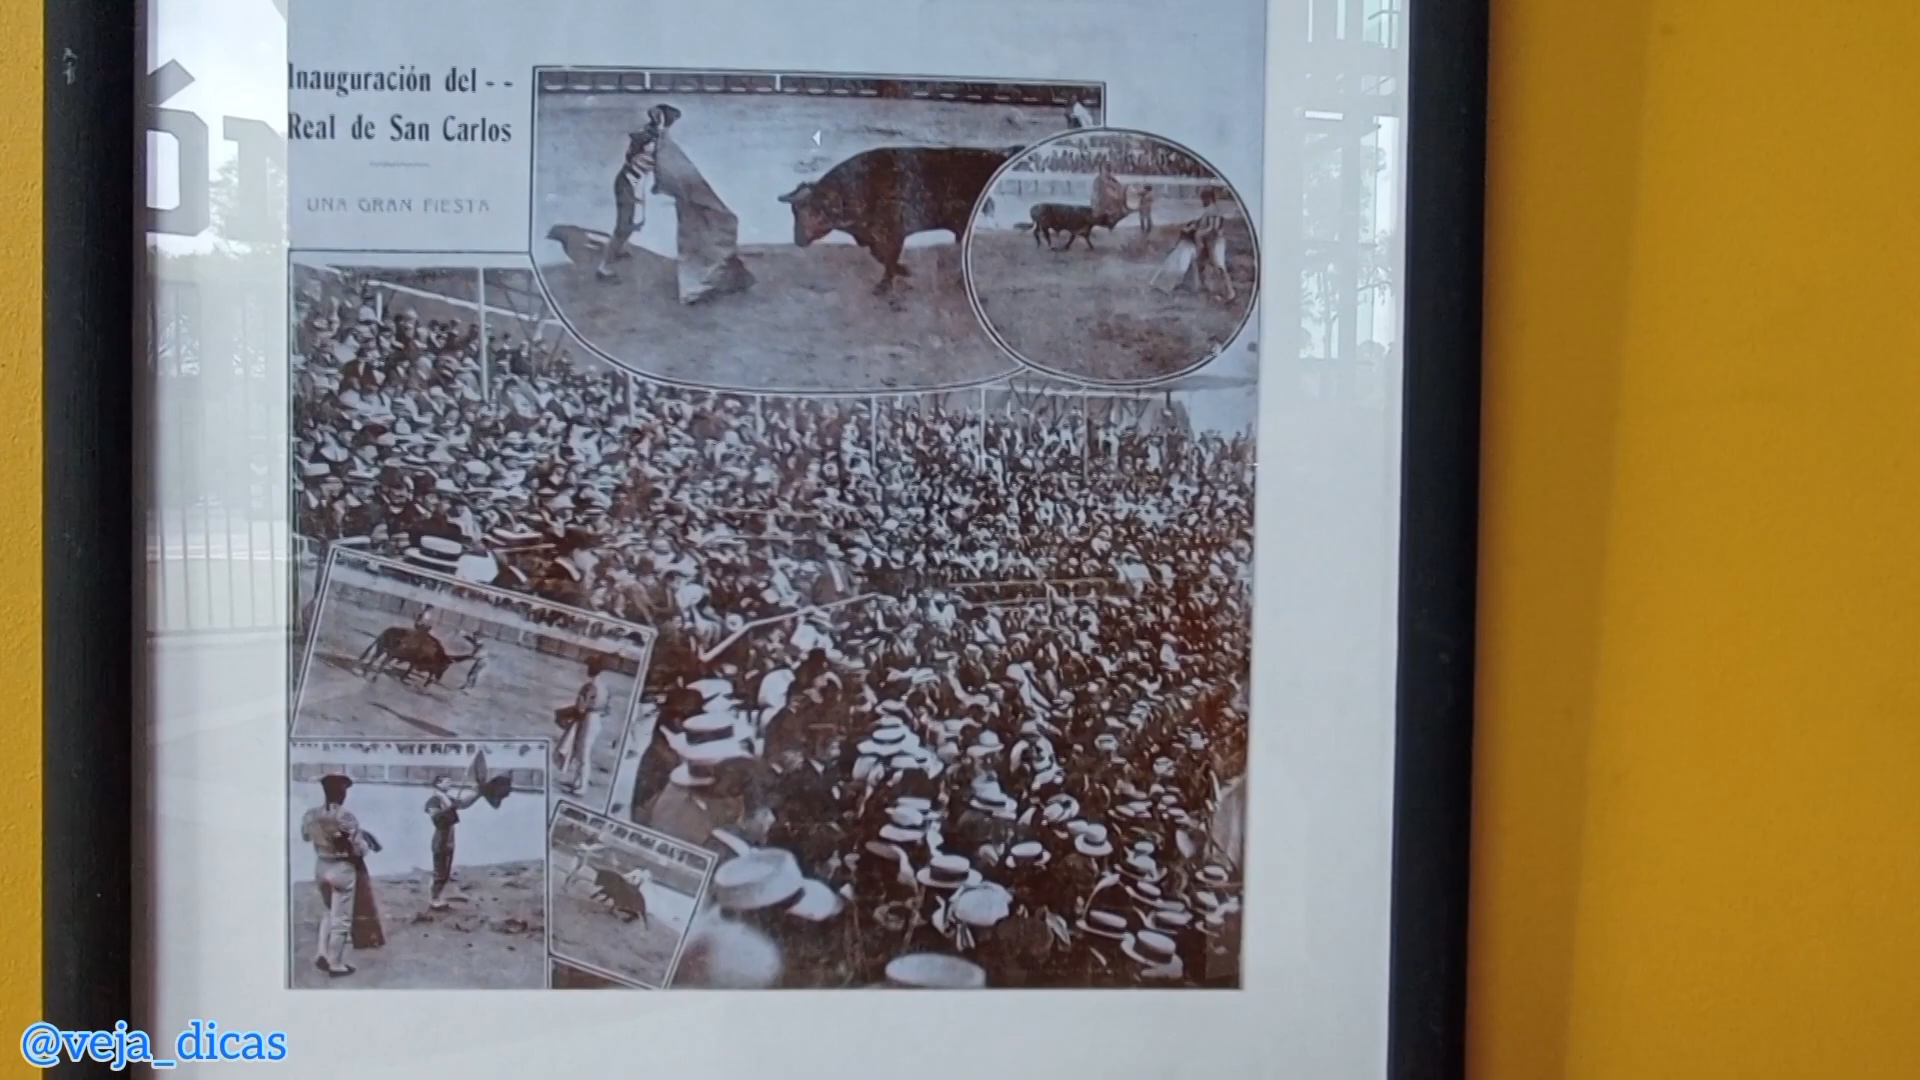 Inauguración del - -
Real de San Carlos
UNA GRAN FIESTA
@veja_dicas